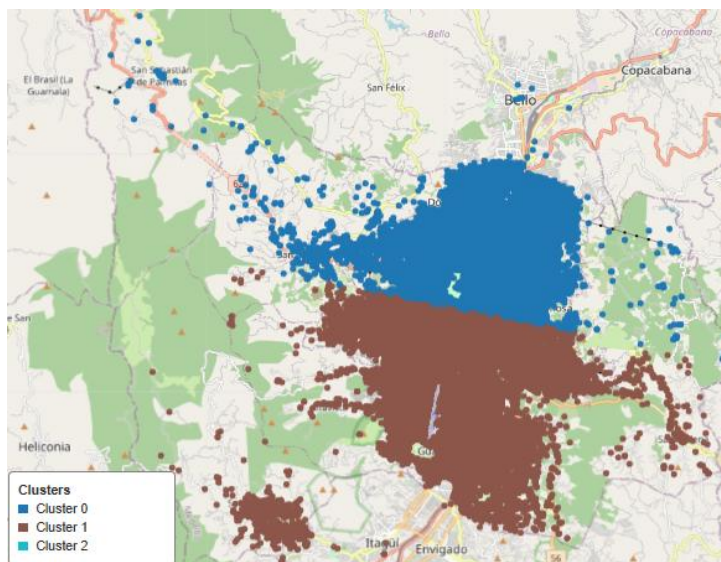 Copacabana
Bello
El Brasil (La
Guamala)
San Sebastián
de Palmitas
San Félix
Copacabana
Bello
Heliconia
Itagüí
Envigado
56
Clusters
Cluster 0
Cluster 1
Cluster 2